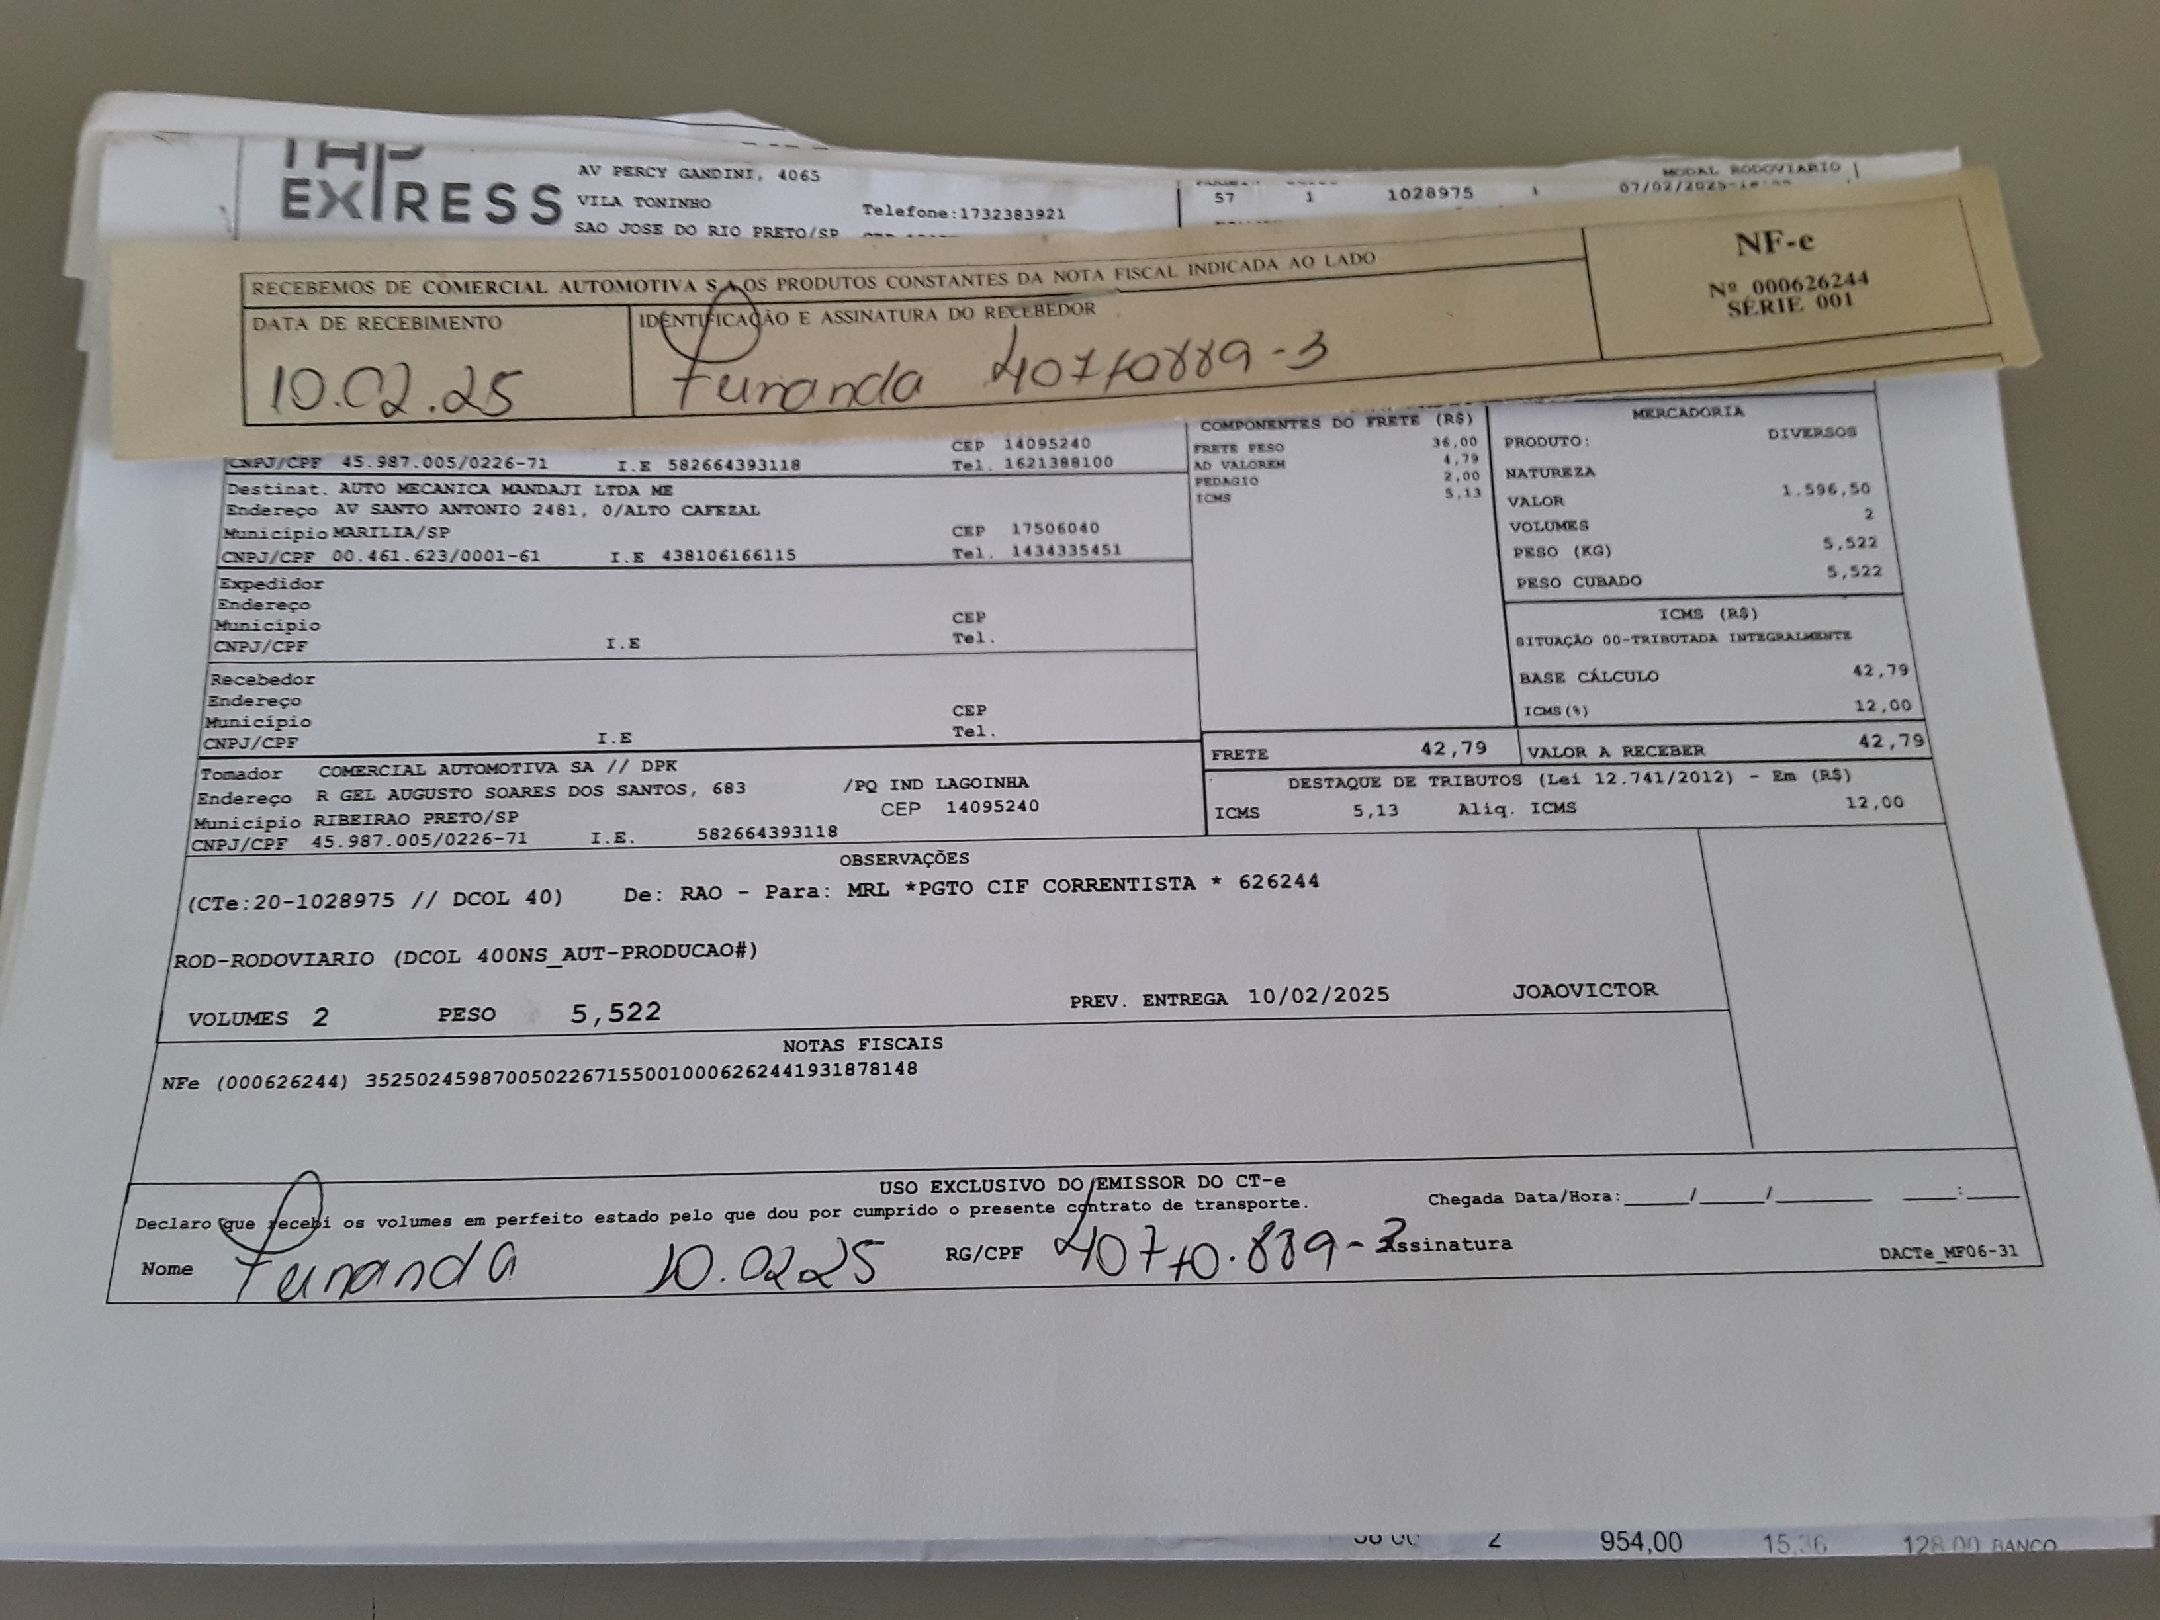 EXPRESS
AV PERCY GANDINI, 4065
VILA TONINHO
SAO JOSE DO RIO PRETO/SP
Telefone:1732383921
57 1 1028975 1
MODAL RODOVIARIO
07/02/2025
RECEBEMOS DE COMERCIAL AUTOMOTIVA S.A OS PRODUTOS CONSTANTES DA NOTA FISCAL INDICADA AO LADO
DATA DE RECEBIMENTO
10.02.25
IDENTIFICAÇÃO E ASSINATURA DO RECEBEDOR
Fernanda 40710889-3
NF-e
Nº 000626244
SÉRIE 001
CEP 14095240
CNPJ/CPF 45.987.005/0226-71 I.E 582664393118 Tel. 1621388100
Destinat. AUTO MECANICA MANDAJI LTDA ME
Endereço AV SANTO ANTONIO 2481, 0/ALTO CAFEZAL
Município MARILIA/SP CEP 17506040
CNPJ/CPF 00.461.623/0001-61 I.E 438106166115 Tel. 1434335451
Expedidor
Endereço
Município CEP
CNPJ/CPF I.E Tel.
Recebedor
Endereço
Município CEP
CNPJ/CPF I.E Tel.
Tomador COMERCIAL AUTOMOTIVA SA // DPK
Endereço R GEL AUGUSTO SOARES DOS SANTOS, 683 /PQ IND LAGOINHA
Município RIBEIRAO PRETO/SP CEP 14095240
CNPJ/CPF 45.987.005/0226-71 I.E. 582664393118
COMPONENTES DO FRETE (R$)
FRETE PESO 36,00
AD VALOREM 4,79
PEDAGIO 2,00
ICMS 5,13
MERCADORIA
PRODUTO: DIVERSOS
NATUREZA
VALOR 1.596,50
VOLUMES 2
PESO (KG) 5,522
PESO CUBADO 5,522
ICMS (R$)
SITUAÇÃO 00-TRIBUTADA INTEGRALMENTE
BASE CÁLCULO 42,79
ICMS(%) 12,00
FRETE 42,79 VALOR A RECEBER 42,79
DESTAQUE DE TRIBUTOS (Lei 12.741/2012) - Em (R$)
ICMS 5,13 Aliq. ICMS 12,00
OBSERVAÇÕES
(CTe:20-1028975 // DCOL 40) De: RAO - Para: MRL *PGTO CIF CORRENTISTA * 626244
ROD-RODOVIARIO (DCOL 400NS_AUT-PRODUCAO#)
VOLUMES 2 PESO 5,522 PREV. ENTREGA 10/02/2025 JOAOVICTOR
NOTAS FISCAIS
NFe (000626244) 35250245987005022671550010006262441931878148
USO EXCLUSIVO DO EMISSOR DO CT-e
Declaro que recebi os volumes em perfeito estado pelo que dou por cumprido o presente contrato de transporte.
Chegada Data/Hora:_____/_____/________ ____:____
Nome Fernanda 10.02.25 RG/CPF 40710.889-3 Assinatura
DACTe_MF06-31
2 954,00 15,36 128,00 BANCO